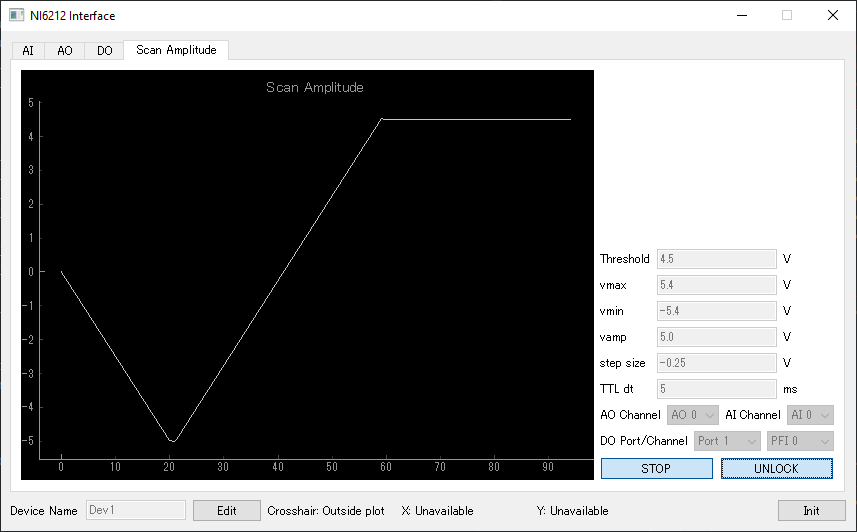 NI6212 Interface
AI AO DO Scan Amplitude
Scan Amplitude
5
4
3
2
1
0
-1
-2
-3
-4
-5
0 10 20 30 40 50 60 70 80 90
Threshold 4.5 V
vmax 5.4 V
vmin -5.4 V
vamp 5.0 V
step size -0.25 V
TTL dt 5 ms
AO Channel AO 0 AI Channel AI 0
DO Port/Channel Port 1 PFI 0
STOP UNLOCK
Device Name Dev1 Edit Crosshair: Outside plot X: Unavailable Y: Unavailable Init